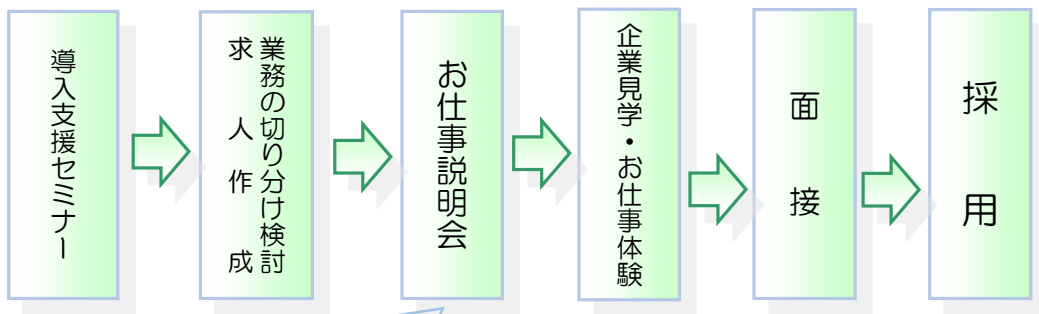 導入支援セミナー
業務の切り分け検討
求人作成
お仕事説明会
企業見学・お仕事体験
面接
採用